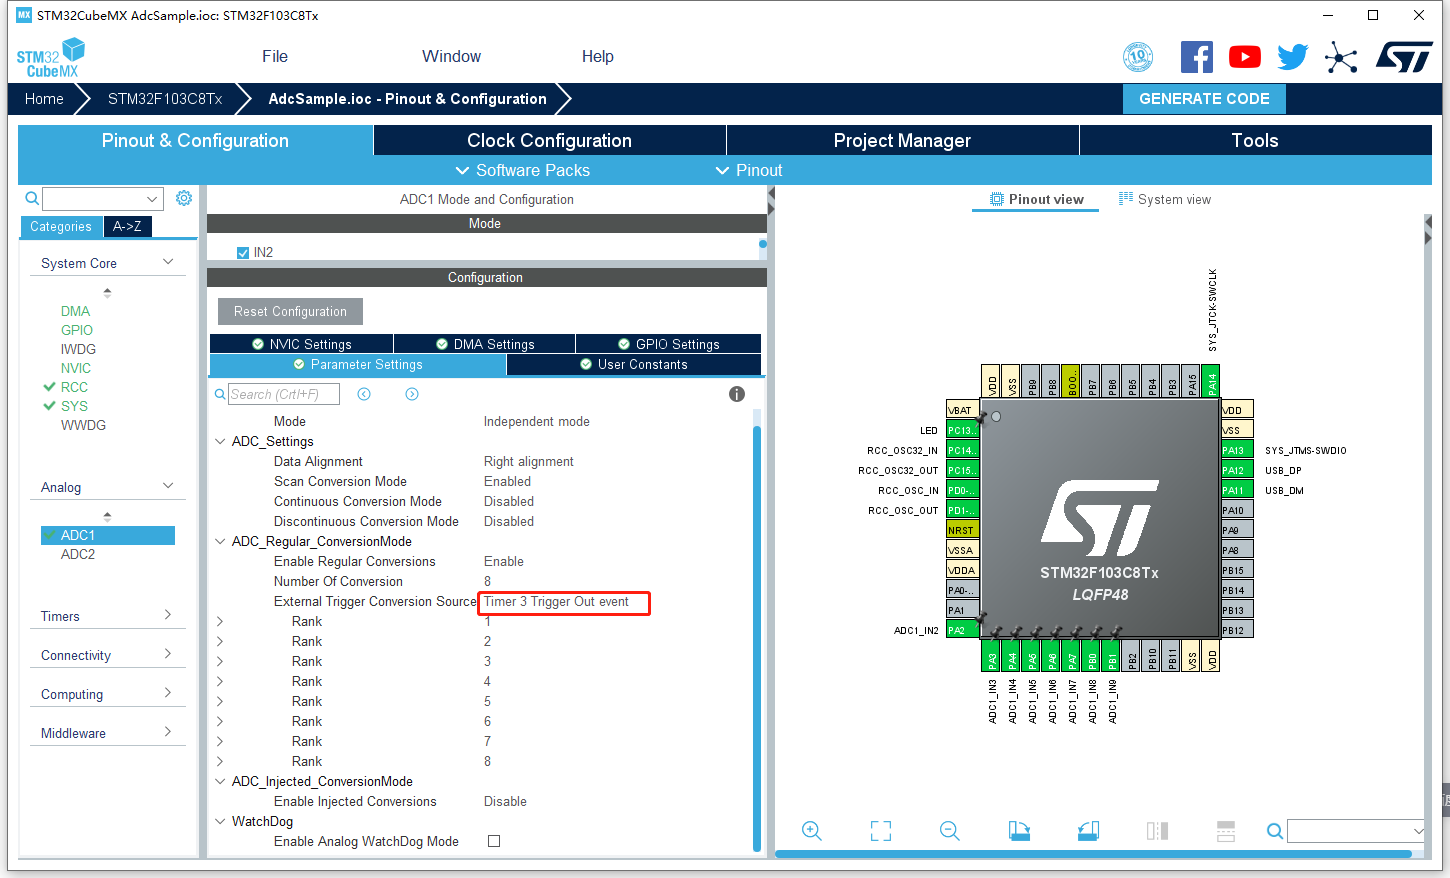 MX STM32CubeMX AdcSample.ioc: STM32F103C8Tx
STM32
CubeMX
File Window Help
10
Home STM32F103C8Tx AdcSample.ioc - Pinout & Configuration GENERATE CODE
Pinout & Configuration Clock Configuration Project Manager Tools
Software Packs Pinout
Categories A->Z
System Core
DMA
GPIO
IWDG
NVIC
RCC
SYS
WWDG
Analog
ADC1
ADC2
Timers
Connectivity
Computing
Middleware
ADC1 Mode and Configuration
Mode
IN2
Configuration
Reset Configuration
NVIC Settings DMA Settings GPIO Settings
Parameter Settings User Constants
Search (Crtl+F)
Mode Independent mode
ADC_Settings
Data Alignment Right alignment
Scan Conversion Mode Enabled
Continuous Conversion Mode Disabled
Discontinuous Conversion Mode Disabled
ADC_Regular_ConversionMode
Enable Regular Conversions Enable
Number Of Conversion 8
External Trigger Conversion Source Timer 3 Trigger Out event
Rank 1
Rank 2
Rank 3
Rank 4
Rank 5
Rank 6
Rank 7
Rank 8
ADC_Injected_ConversionMode
Enable Injected Conversions Disable
WatchDog
Enable Analog WatchDog Mode
Pinout view System view
SYS_JTCK-SWCLK
VDD VSS PB9 PB8 BOO.. PB7 PB6 PB5 PB4 PB3 PA15 PA14
VBAT VDD
LED PC13.. VSS
RCC_OSC32_IN PC14.. PA13 SYS_JTMS-SWDIO
RCC_OSC32_OUT PC15.. PA12 USB_DP
RCC_OSC_IN PD0-.. PA11 USB_DM
RCC_OSC_OUT PD1-.. PA10
NRST PA9
VSSA PA8
VDDA PB15
PA0-.. PB14
PA1 PB13
ADC1_IN2 PA2 PB12
ST
STM32F103C8Tx
LQFP48
PA3 PA4 PA5 PA6 PA7 PB0 PB1 PB2 PB10 PB11 VSS VDD
ADC1_IN3 ADC1_IN4 ADC1_IN5 ADC1_IN6 ADC1_IN7 ADC1_IN8 ADC1_IN9